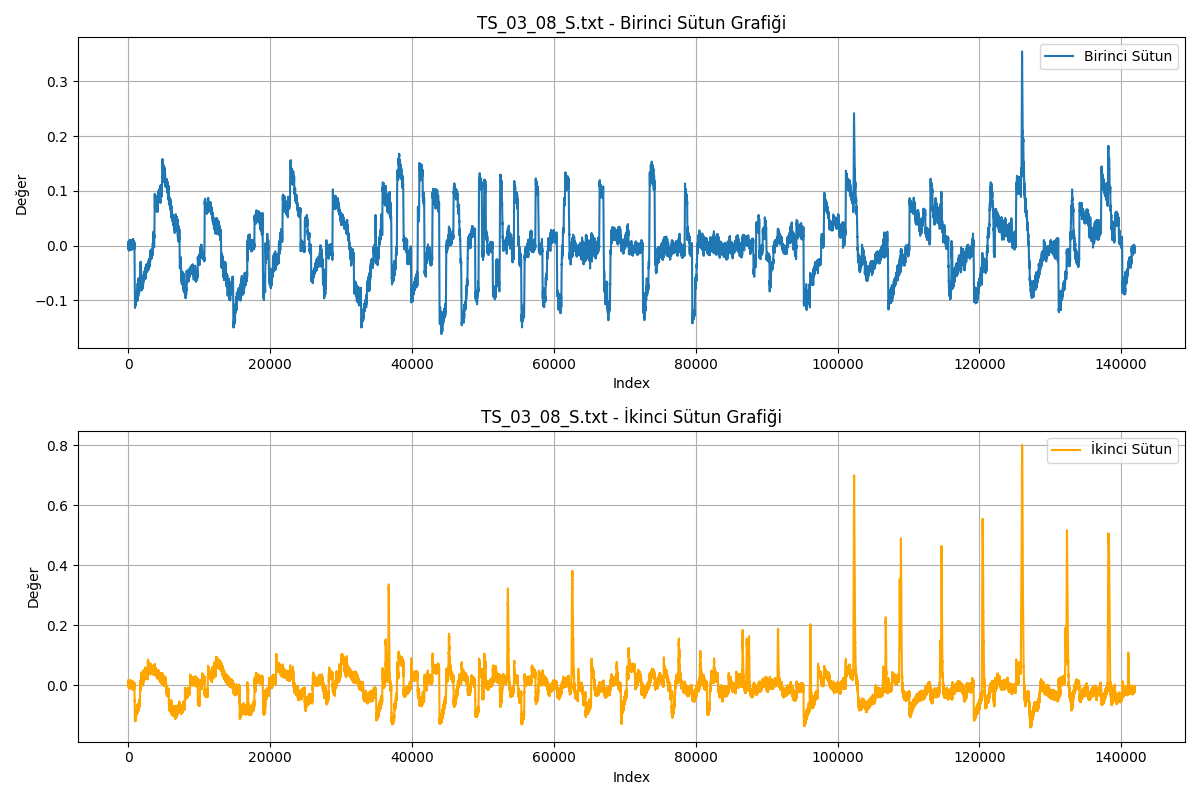 TS_03_08_S.txt - Birinci Sütun Grafiği
Birinci Sütun
Değer
0.3
0.2
0.1
0.0
−0.1
0 20000 40000 60000 80000 100000 120000 140000
Index
TS_03_08_S.txt - İkinci Sütun Grafiği
İkinci Sütun
Değer
0.8
0.6
0.4
0.2
0.0
0 20000 40000 60000 80000 100000 120000 140000
Index